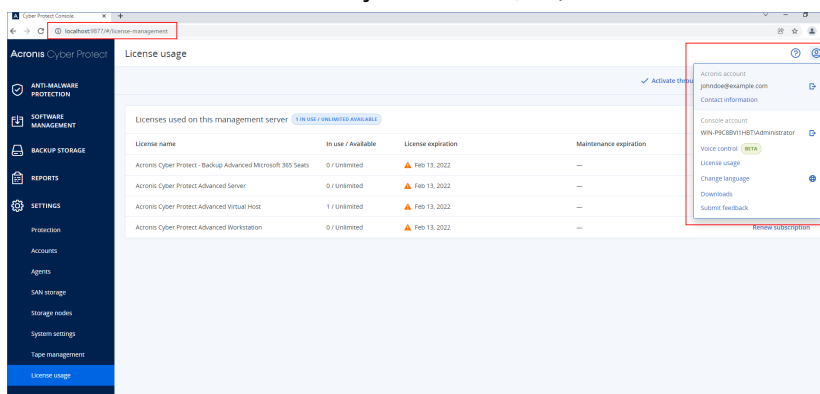 Cyber Protect Console
localhost:9877/#/license-management
Acronis Cyber Protect
License usage
ANTI-MALWARE
PROTECTION
SOFTWARE
MANAGEMENT
BACKUP STORAGE
REPORTS
SETTINGS
Protection
Accounts
Agents
SAN storage
Storage nodes
System settings
Tape management
License usage
Activate throu
Licenses used on this management server 1 IN USE / UNLIMITED AVAILABLE
License name In use / Available License expiration Maintenance expiration
Acronis Cyber Protect - Backup Advanced Microsoft 365 Seats 0 / Unlimited Feb 13, 2022 —
Acronis Cyber Protect Advanced Server 0 / Unlimited Feb 13, 2022 —
Acronis Cyber Protect Advanced Virtual Host 1 / Unlimited Feb 13, 2022 —
Acronis Cyber Protect Advanced Workstation 0 / Unlimited Feb 13, 2022 — Renew subscription
Acronis account
johndoe@example.com
Contact information
Console account
WIN-P9C8BVI1HBT\Administrator
Voice control BETA
License usage
Change language
Downloads
Submit feedback